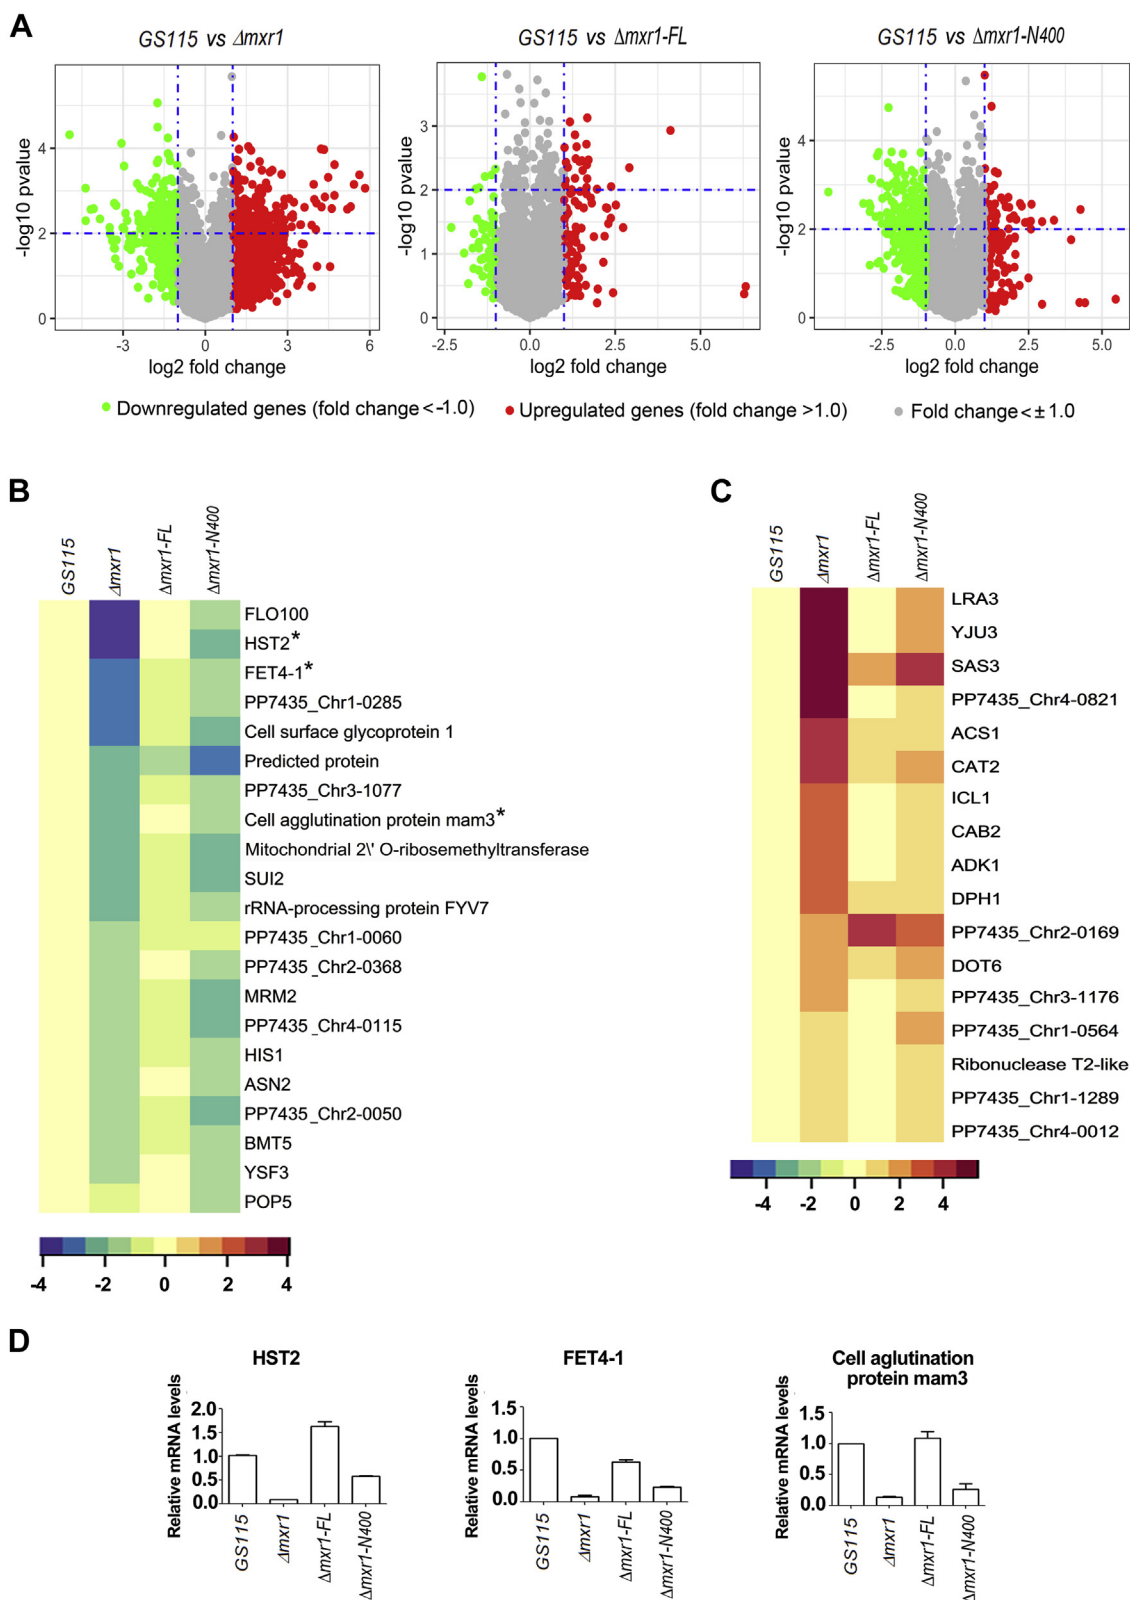 A
GS115 vs Δmxr1
GS115 vs Δmxr1-FL
GS115 vs Δmxr1-N400
-log10 pvalue
4
2
0
-3
0
3
6
log2 fold change
-log10 pvalue
3
2
1
0
-2.5
0.0
2.5
5.0
log2 fold change
-log10 pvalue
4
2
0
-2.5
0.0
2.5
5.0
log2 fold change
Downregulated genes (fold change <-1.0)
Upregulated genes (fold change >1.0)
Fold change < ± 1.0
B
GS115
Δmxr1
Δmxr1-FL
Δmxr1-N400
FLO100
HST2*
FET4-1*
PP7435_Chr1-0285
Cell surface glycoprotein 1
Predicted protein
PP7435_Chr3-1077
Cell agglutination protein mam3*
Mitochondrial 2\' O-ribosemethyltransferase
SUI2
rRNA-processing protein FYV7
PP7435_Chr1-0060
PP7435_Chr2-0368
MRM2
PP7435_Chr4-0115
HIS1
ASN2
PP7435_Chr2-0050
BMT5
YSF3
POP5
-4
-2
0
2
4
C
GS115
Δmxr1
Δmxr1-FL
Δmxr1-N400
LRA3
YJU3
SAS3
PP7435_Chr4-0821
ACS1
CAT2
ICL1
CAB2
ADK1
DPH1
PP7435_Chr2-0169
DOT6
PP7435_Chr3-1176
PP7435_Chr1-0564
Ribonuclease T2-like
PP7435_Chr1-1289
PP7435_Chr4-0012
-4
-2
0
2
4
D
HST2
Relative mRNA levels
2.0
1.5
1.0
0.5
0.0
GS115
Δmxr1
Δmxr1-FL
Δmxr1-N400
FET4-1
Relative mRNA levels
1.5
1.0
0.5
0.0
GS115
Δmxr1
Δmxr1-FL
Δmxr1-N400
Cell aglutination
protein mam3
Relative mRNA levels
1.5
1.0
0.5
0.0
GS115
Δmxr1
Δmxr1-FL
Δmxr1-N400